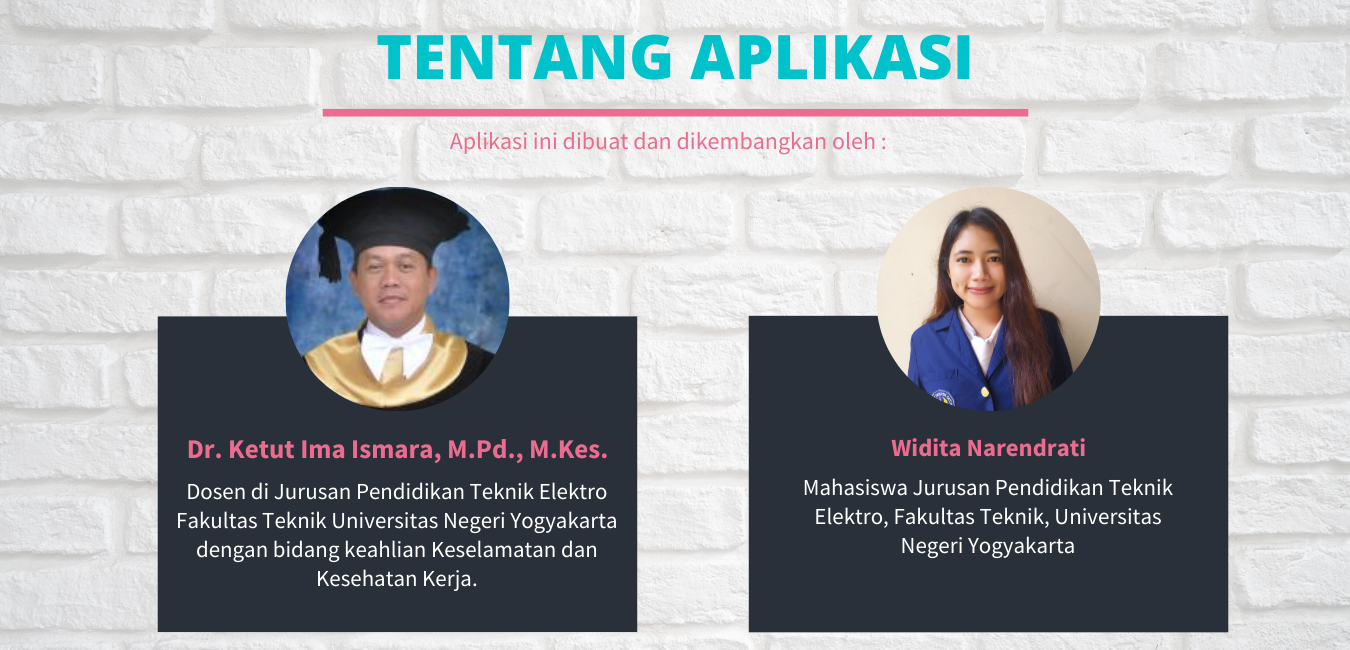 TENTANG APLIKASI
Aplikasi ini dibuat dan dikembangkan oleh :
Dr. Ketut Ima Ismara, M.Pd., M.Kes.
Dosen di Jurusan Pendidikan Teknik Elektro
Fakultas Teknik Universitas Negeri Yogyakarta
dengan bidang keahlian Keselamatan dan
Kesehatan Kerja.
Widita Narendrati
Mahasiswa Jurusan Pendidikan Teknik
Elektro, Fakultas Teknik, Universitas
Negeri Yogyakarta